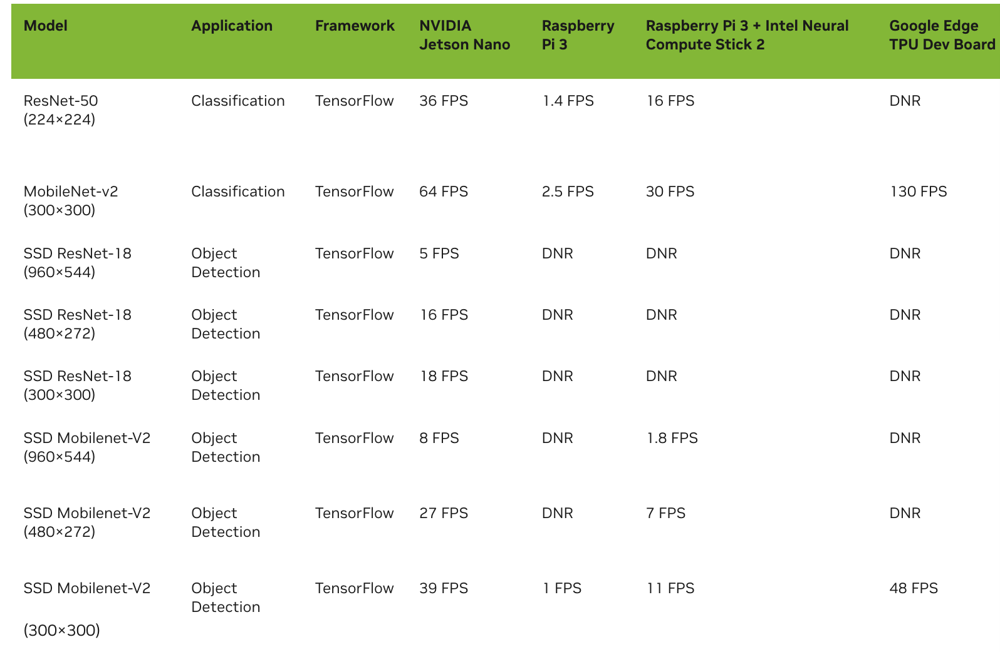 Model Application Framework NVIDIA Jetson Nano Raspberry Pi 3 Raspberry Pi 3 + Intel Neural Compute Stick 2 Google Edge TPU Dev Board
ResNet-50 (224×224) Classification TensorFlow 36 FPS 1.4 FPS 16 FPS DNR
MobileNet-v2 (300×300) Classification TensorFlow 64 FPS 2.5 FPS 30 FPS 130 FPS
SSD ResNet-18 (960×544) Object Detection TensorFlow 5 FPS DNR DNR DNR
SSD ResNet-18 (480×272) Object Detection TensorFlow 16 FPS DNR DNR DNR
SSD ResNet-18 (300×300) Object Detection TensorFlow 18 FPS DNR DNR DNR
SSD Mobilenet-V2 (960×544) Object Detection TensorFlow 8 FPS DNR 1.8 FPS DNR
SSD Mobilenet-V2 (480×272) Object Detection TensorFlow 27 FPS DNR 7 FPS DNR
SSD Mobilenet-V2 (300×300) Object Detection TensorFlow 39 FPS 1 FPS 11 FPS 48 FPS